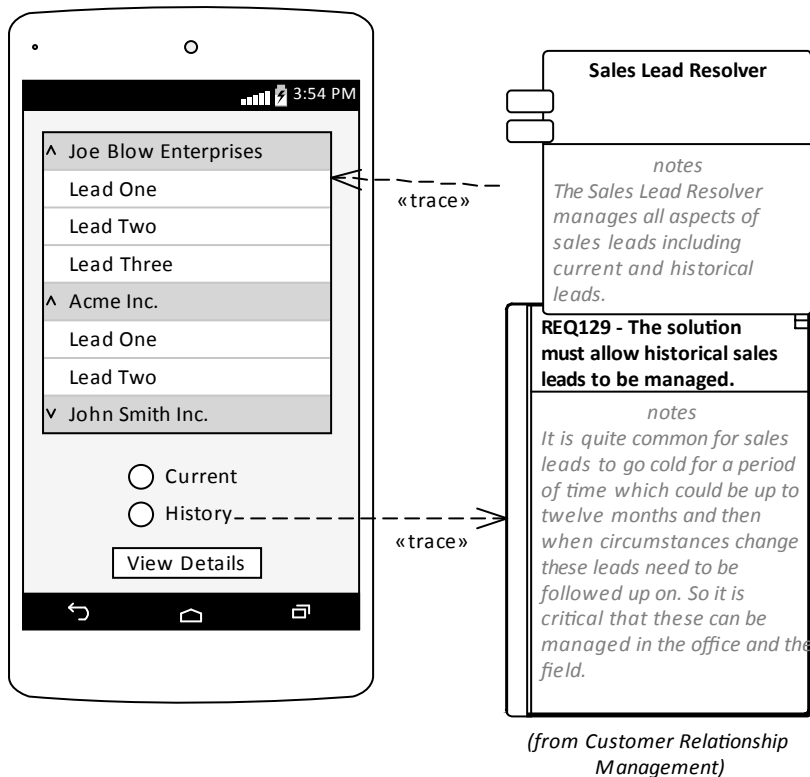 3:54 PM
Joe Blow Enterprises
Lead One
Lead Two
Lead Three
Acme Inc.
Lead One
Lead Two
John Smith Inc.
Current
History
View Details
«trace»
«trace»
Sales Lead Resolver
notes
The Sales Lead Resolver
manages all aspects of
sales leads including
current and historical
leads.
REQ129 - The solution
must allow historical sales
leads to be managed.
notes
It is quite common for sales
leads to go cold for a period
of time which could be up to
twelve months and then
when circumstances change
these leads need to be
followed up on. So it is
critical that these can be
managed in the office and the
field.
(from Customer Relationship
Management)